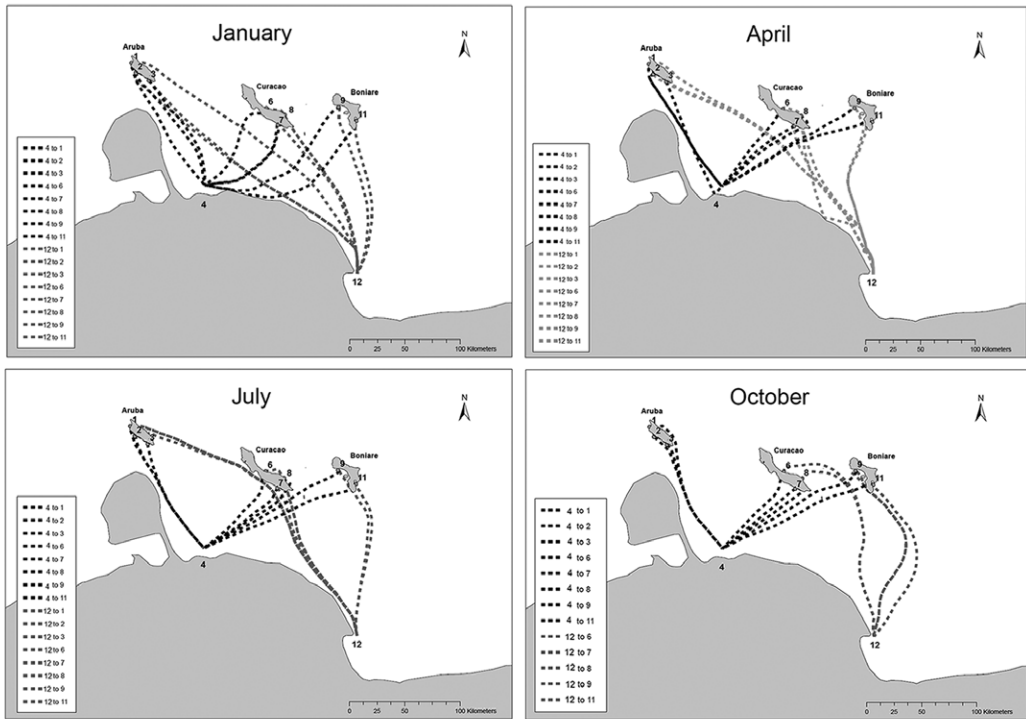 January
N
Aruba
1
2
3
Curacao
6
8
7
Boniare
9
11
4 to 1
4 to 2
4 to 3
4 to 6
4 to 7
4 to 8
4 to 9
4 to 11
12 to 1
12 to 2
12 to 3
12 to 6
12 to 7
12 to 8
12 to 9
12 to 11
4
12
0 25 50 100 Kilometers
April
N
Aruba
1
2
3
Curacao
6
8
7
Boniare
9
11
4 to 1
4 to 2
4 to 3
4 to 6
4 to 7
4 to 8
4 to 9
4 to 11
12 to 1
12 to 2
12 to 3
12 to 6
12 to 7
12 to 8
12 to 9
12 to 11
4
12
0 25 50 100 Kilometers
July
N
Aruba
1
2
Curacao
6
8
7
Boniare
9
11
4 to 1
4 to 2
4 to 3
4 to 6
4 to 7
4 to 8
4 to 9
4 to 11
12 to 1
12 to 2
12 to 3
12 to 6
12 to 7
12 to 8
12 to 9
12 to 11
4
12
0 25 50 100 Kilometers
October
N
Aruba
1
2
Curacao
6
8
7
Boniare
9
11
4 to 1
4 to 2
4 to 3
4 to 6
4 to 7
4 to 8
4 to 9
4 to 11
12 to 6
12 to 7
12 to 8
12 to 9
12 to 11
4
12
0 25 50 100 Kilometers